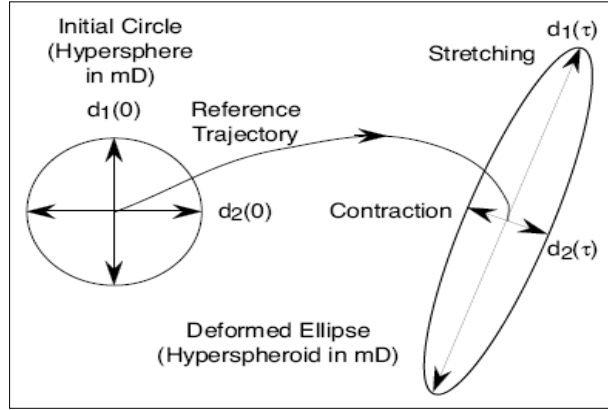 Initial Circle
(Hypersphere
in mD)
d1(0)
Reference
Trajectory
d2(0)
d1(τ)
Stretching
Contraction
d2(τ)
Deformed Ellipse
(Hyperspheroid in mD)